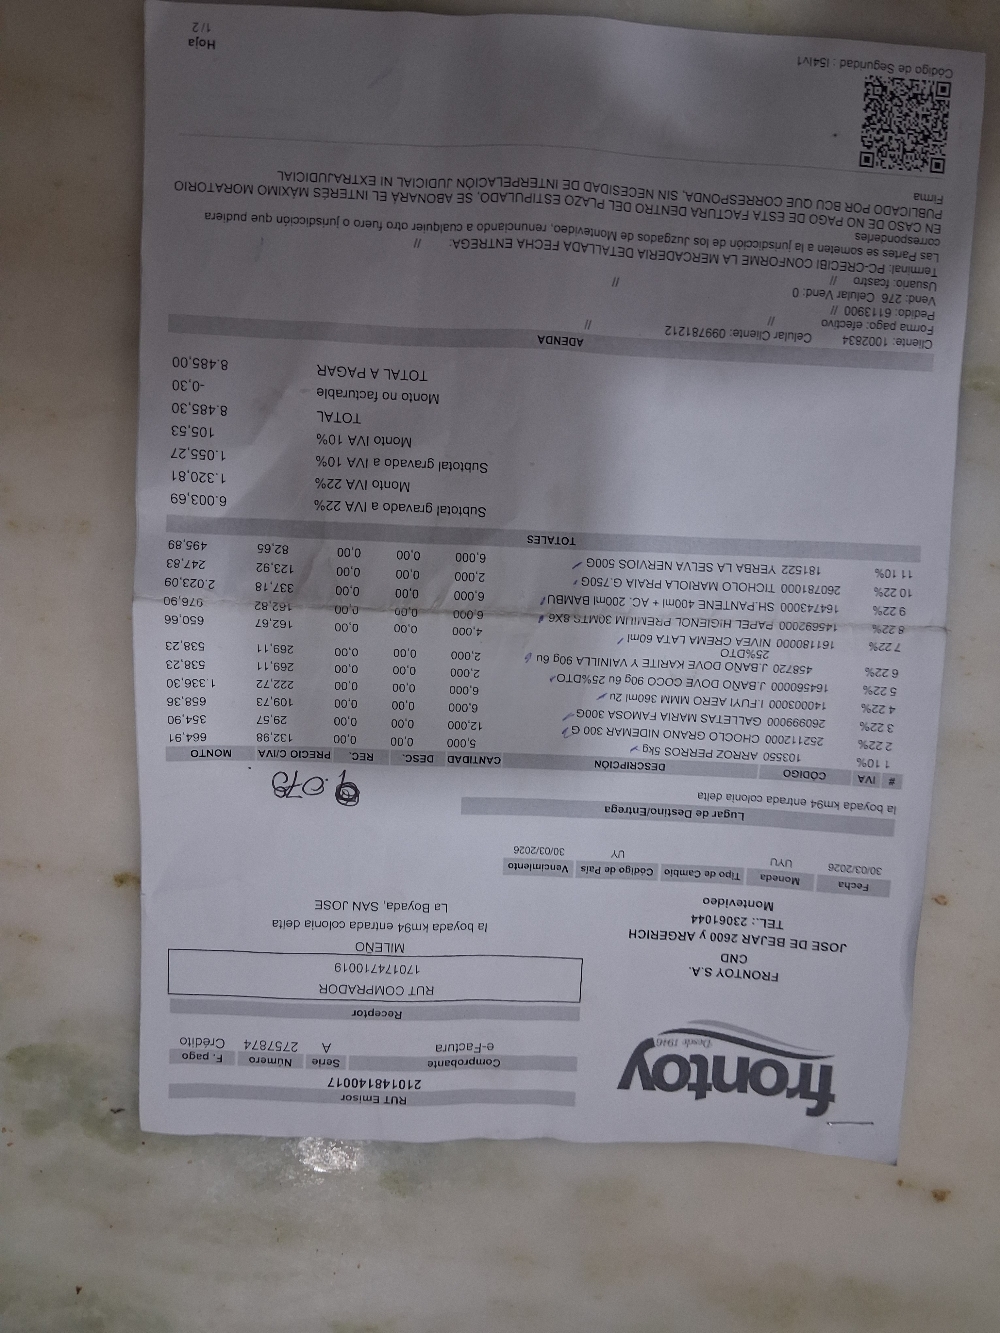 frontoy
Desde 1946
FRONTOY S.A.
CND
JOSE DE BEJAR 2600 y ARGERICH
TEL.: 23061044
Montevideo
RUT Emisor
210148140017
Comprobante Serie Número F. pago
e-Factura A 2757874 Crédito
Receptor
RUT COMPRADOR
170174710019
MILENO
la boyada km94 entrada colonia delta
La Boyada, SAN JOSE
Fecha Moneda Tipo de Cambio Código de País Vencimiento
30/03/2026 UYU UY 30/03/2026
Lugar de Destino/Entrega
la boyada km94 entrada colonia delta
9.073
# IVA CÓDIGO DESCRIPCIÓN CANTIDAD DESC. REC. PRECIO C/IVA MONTO
1 10% 103550 ARROZ PERROS 5kg 5,000 0,00 0,00 132,98 664,91
2 22% 252112000 CHOCLO GRANO NIDEMAR 300 G 12,000 0,00 0,00 29,57 354,90
3 22% 260999000 GALLETAS MARIA FAMOSA 300G 6,000 0,00 0,00 109,73 658,36
4 22% 140003000 I.FUYI AERO MMM 360ml 2u 6,000 0,00 0,00 222,72 1.336,30
5 22% 164560000 J.BAÑO DOVE COCO 90g 6u 25%DTO 2,000 0,00 0,00 269,11 538,23
6 22% 458720 J.BAÑO DOVE KARITE Y VAINILLA 90g 6u 2,000 0,00 0,00 269,11 538,23
25%DTO
7 22% 161180000 NIVEA CREMA LATA 60ml 4,000 0,00 0,00 162,67 650,66
8 22% 145692000 PAPEL HIGIENOL PREMIUM 30MTS 8X6 6,000 0,00 0,00 162,82 976,90
9 22% 164743000 SH.PANTENE 400ml + AC. 200ml BAMBU 6,000 0,00 0,00 337,18 2.023,09
10 22% 260781000 TICHOLO MARIOLA PRAIA G.750G 2,000 0,00 0,00 123,92 247,83
11 10% 181522 YERBA LA SELVA NERVIOS 500G 6,000 0,00 0,00 82,65 495,89
TOTALES
Subtotal gravado a IVA 22% 6.003,69
Monto IVA 22% 1.320,81
Subtotal gravado a IVA 10% 1.055,27
Monto IVA 10% 105,53
TOTAL 8.485,30
Monto no facturable -0,30
TOTAL A PAGAR 8.485,00
ADENDA
Cliente: 1002834 Celular Cliente: 099781212 //
Forma pago: efectivo //
Pedido: 6113900 //
Vend: 276 Celular Vend: 0 //
Usuario: fcastro //
Terminal: PC-CRECIBI CONFORME LA MERCADERIA DETALLADA FECHA ENTREGA: //
Las Partes se someten a la jurisdicción de los Juzgados de Montevideo, renunciando a cualquier otro fuero o jurisdicción que pudiera
corresponderles
EN CASO DE NO PAGO DE ESTA FACTURA DENTRO DEL PLAZO ESTIPULADO, SE ABONARÁ EL INTERÉS MÁXIMO MORATORIO
PUBLICADO POR BCU QUE CORRESPONDA, SIN NECESIDAD DE INTERPELACIÓN JUDICIAL NI EXTRAJUDICIAL
Firma
Código de Seguridad : I54Iv1
Hoja
1/2